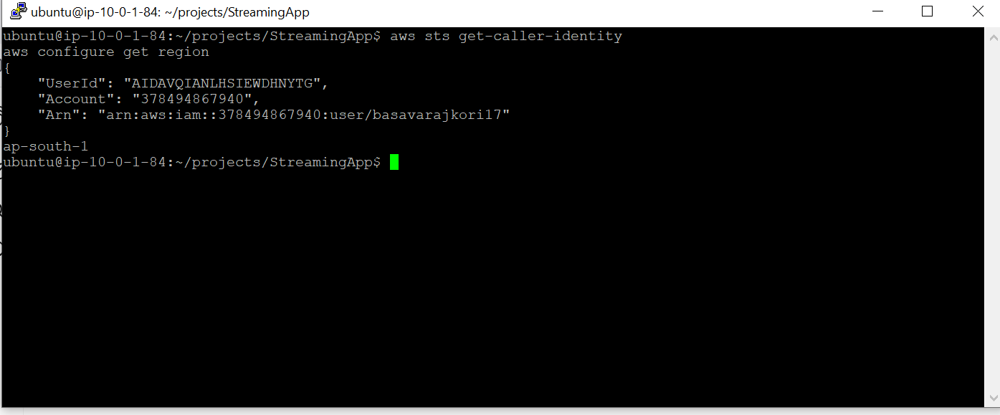 ubuntu@ip-10-0-1-84: ~/projects/StreamingApp
ubuntu@ip-10-0-1-84:~/projects/StreamingApp$ aws sts get-caller-identity
aws configure get region
{
    "UserId": "AIDAVQIANLHSIEWDHNYTG",
    "Account": "378494867940",
    "Arn": "arn:aws:iam::378494867940:user/basavarajkori17"
}
ap-south-1
ubuntu@ip-10-0-1-84:~/projects/StreamingApp$